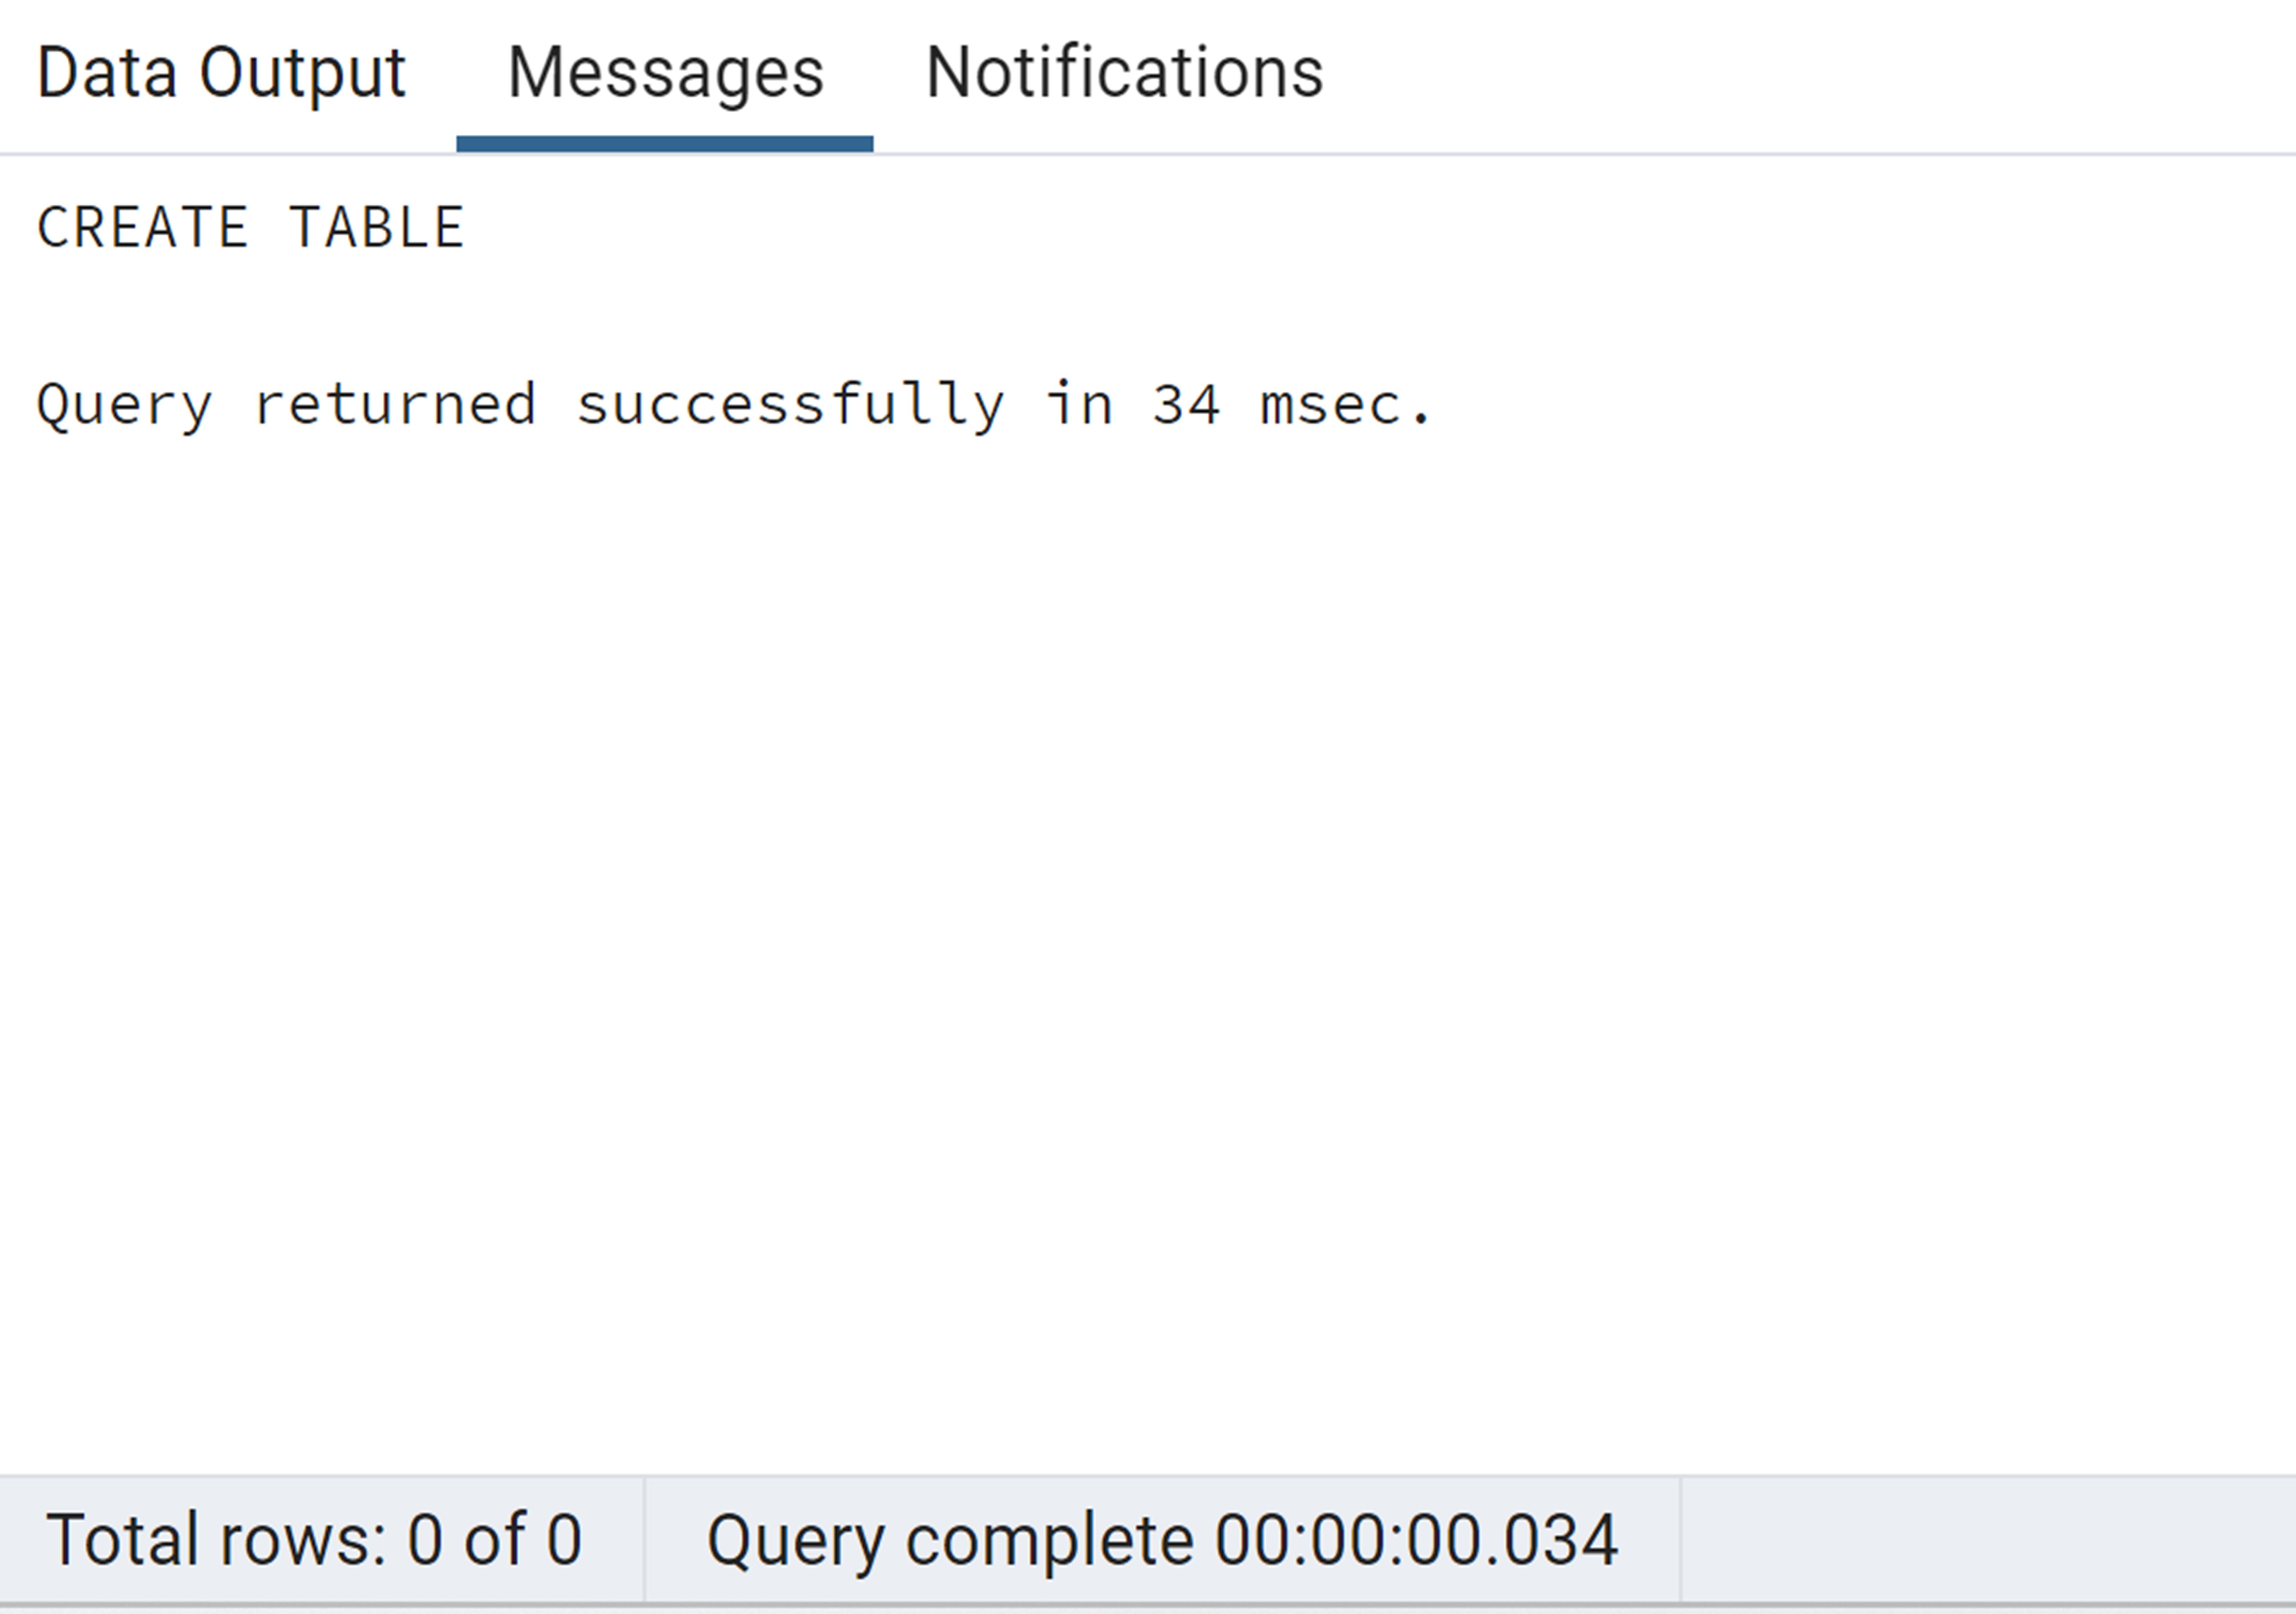 Data Output Messages Notifications
CREATE TABLE
Query returned successfully in 34 msec.
Total rows: 0 of 0 Query complete 00:00:00.034